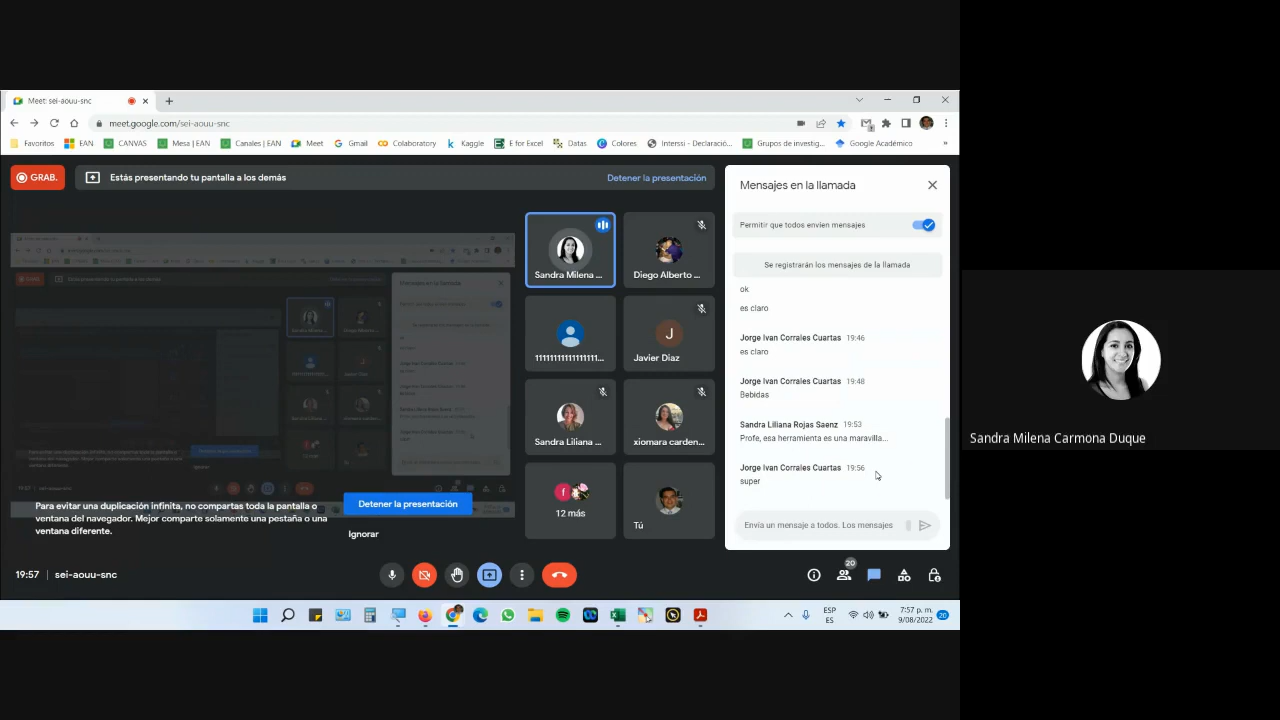 Meet: sei-aouu-snc
meet.google.com/sei-aouu-snc
Favoritos EAN CANVAS Mesa | EAN Canales | EAN Meet Gmail Colaboratory Kaggle E for Excel Datas Colores Interssi - Declaració... Grupos de investig... Google Académico »
GRAB. Estás presentando tu pantalla a los demás Detener la presentación
Sandra Milena ...
Diego Alberto ...
11111111111111111...
J
Javier Diaz
Sandra Liliana ...
xiomara carden...
f
12 más
Tú
Para evitar una duplicación infinita, no compartas toda la pantalla o
ventana del navegador. Mejor comparte solamente una pestaña o una
ventana diferente.
Detener la presentación
Ignorar
Mensajes en la llamada
Permitir que todos envíen mensajes
Se registrarán los mensajes de la llamada
ok
es claro
Jorge Ivan Corrales Cuartas 19:46
es claro
Jorge Ivan Corrales Cuartas 19:48
Bebidas
Sandra Liliana Rojas Saenz 19:53
Profe, esa herramienta es una maravilla...
Jorge Ivan Corrales Cuartas 19:56
super
Envía un mensaje a todos. Los mensajes
19:57 | sei-aouu-snc
20
ESP
ES
7:57 p. m.
9/08/2022
20
Sandra Milena Carmona Duque